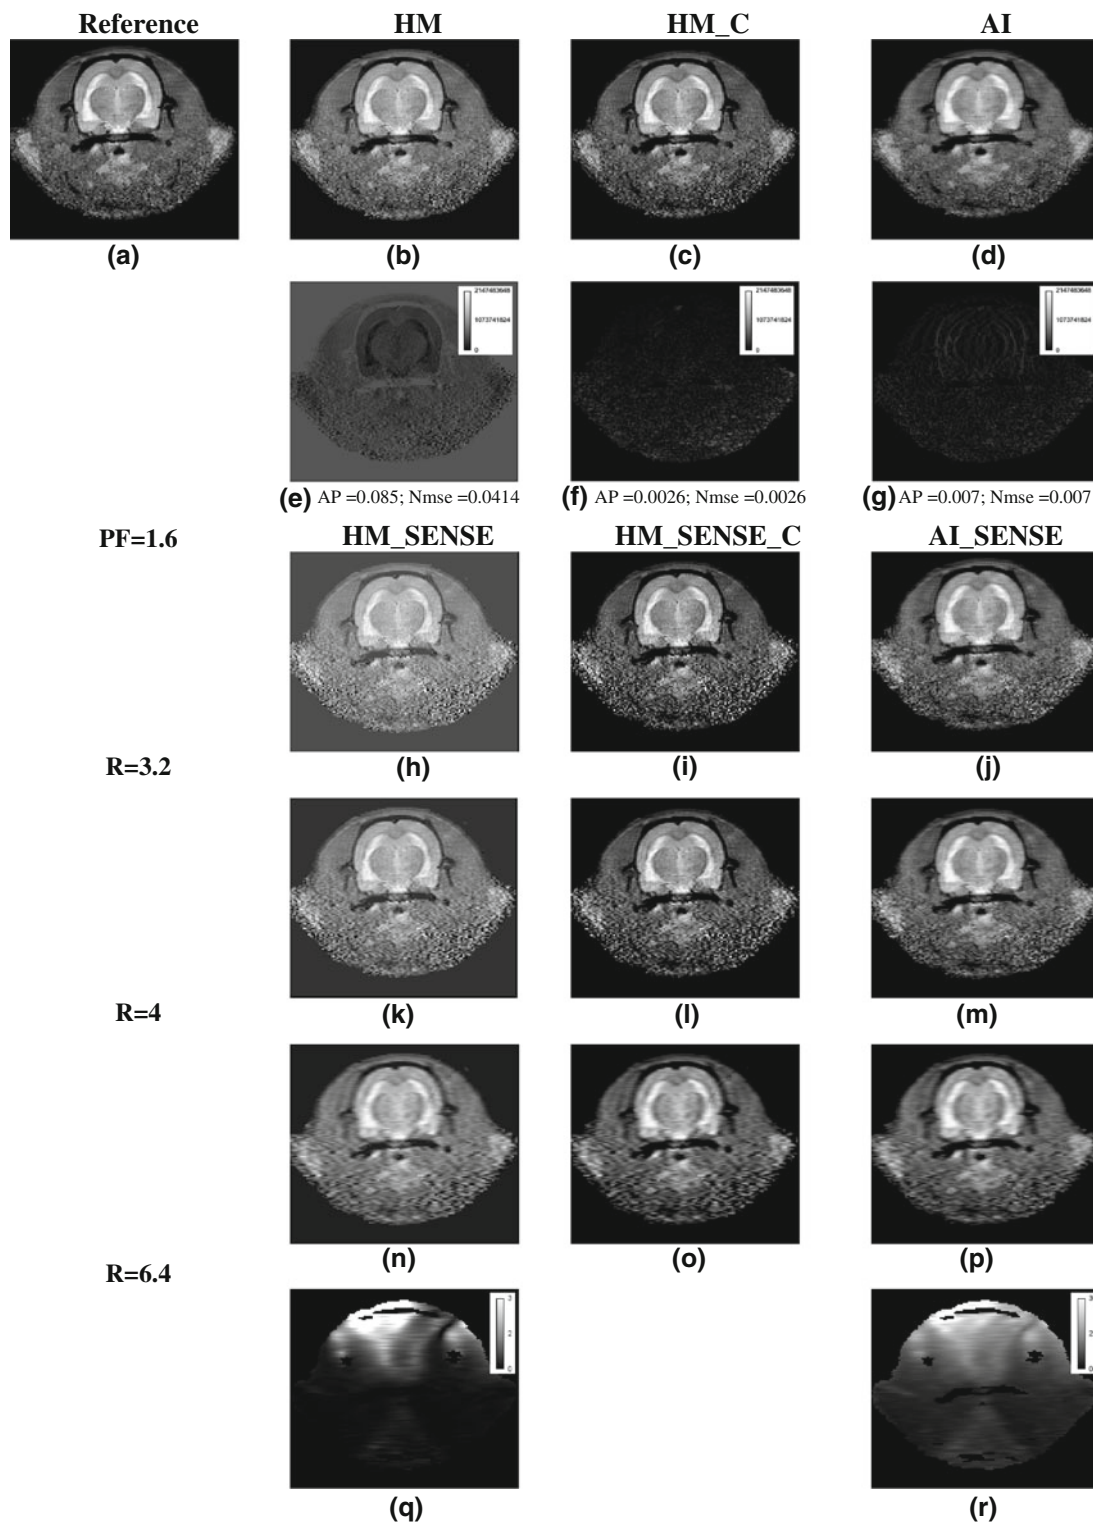 Reference HM HM_C AI
(a) (b) (c) (d)
2147483648 2147483648 2147483648
1073741824 1073741824 1073741824
0 0 0
(e) AP =0.085; Nmse =0.0414 (f) AP =0.0026; Nmse =0.0026 (g) AP =0.007; Nmse =0.007
PF=1.6 HM_SENSE HM_SENSE_C AI_SENSE
R=3.2 (h) (i) (j)
R=4 (k) (l) (m)
(n) (o) (p)
R=6.4
3 3
2 2
0 0
(q) (r)